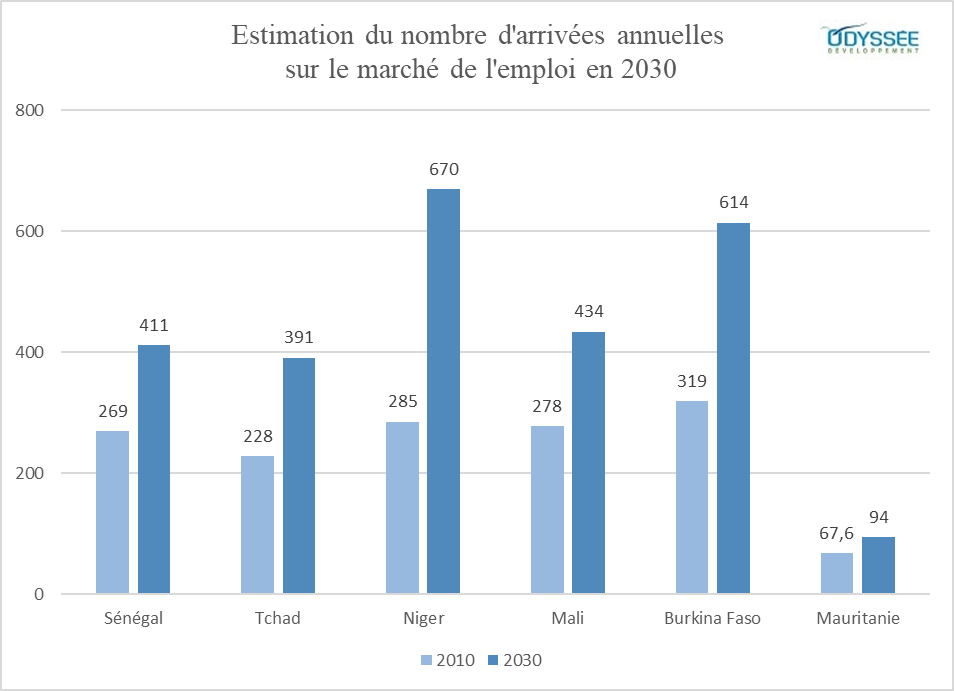 Estimation du nombre d'arrivées annuelles
sur le marché de l'emploi en 2030
ODYSSÉE
DÉVELOPPEMENT
800
600
400
200
0
269
411
228
391
285
670
278
434
319
614
67,6
94
Sénégal
Tchad
Niger
Mali
Burkina Faso
Mauritanie
2010
2030